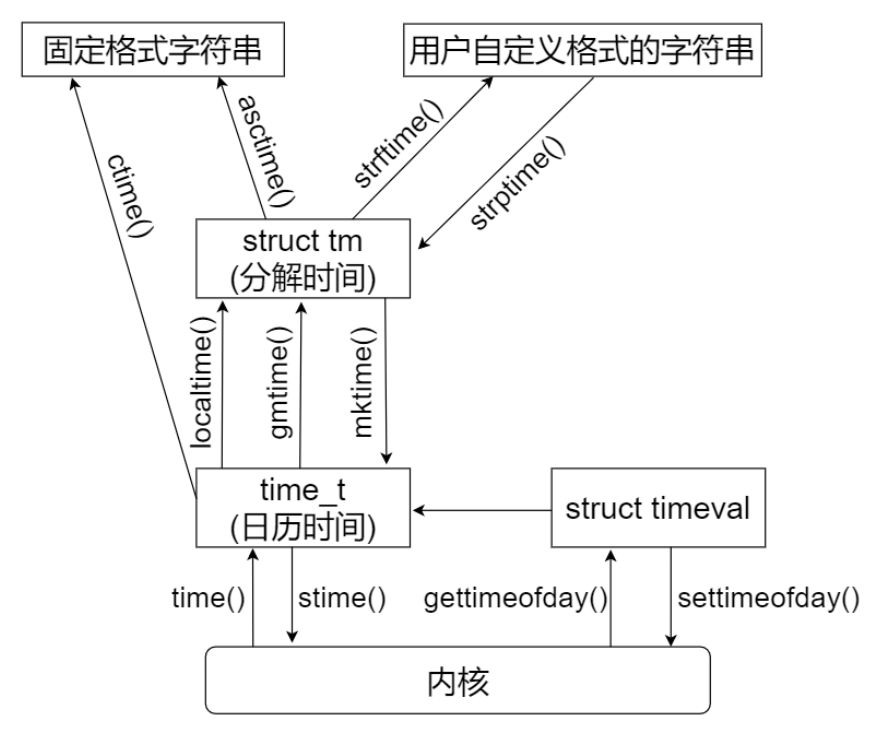 固定格式字符串
用户自定义格式的字符串
ctime()
asctime()
strftime()
strptime()
struct tm
(分解时间)
localtime()
gmtime()
mktime()
time_t
(日历时间)
struct timeval
time()
stime()
gettimeofday()
settimeofday()
内核